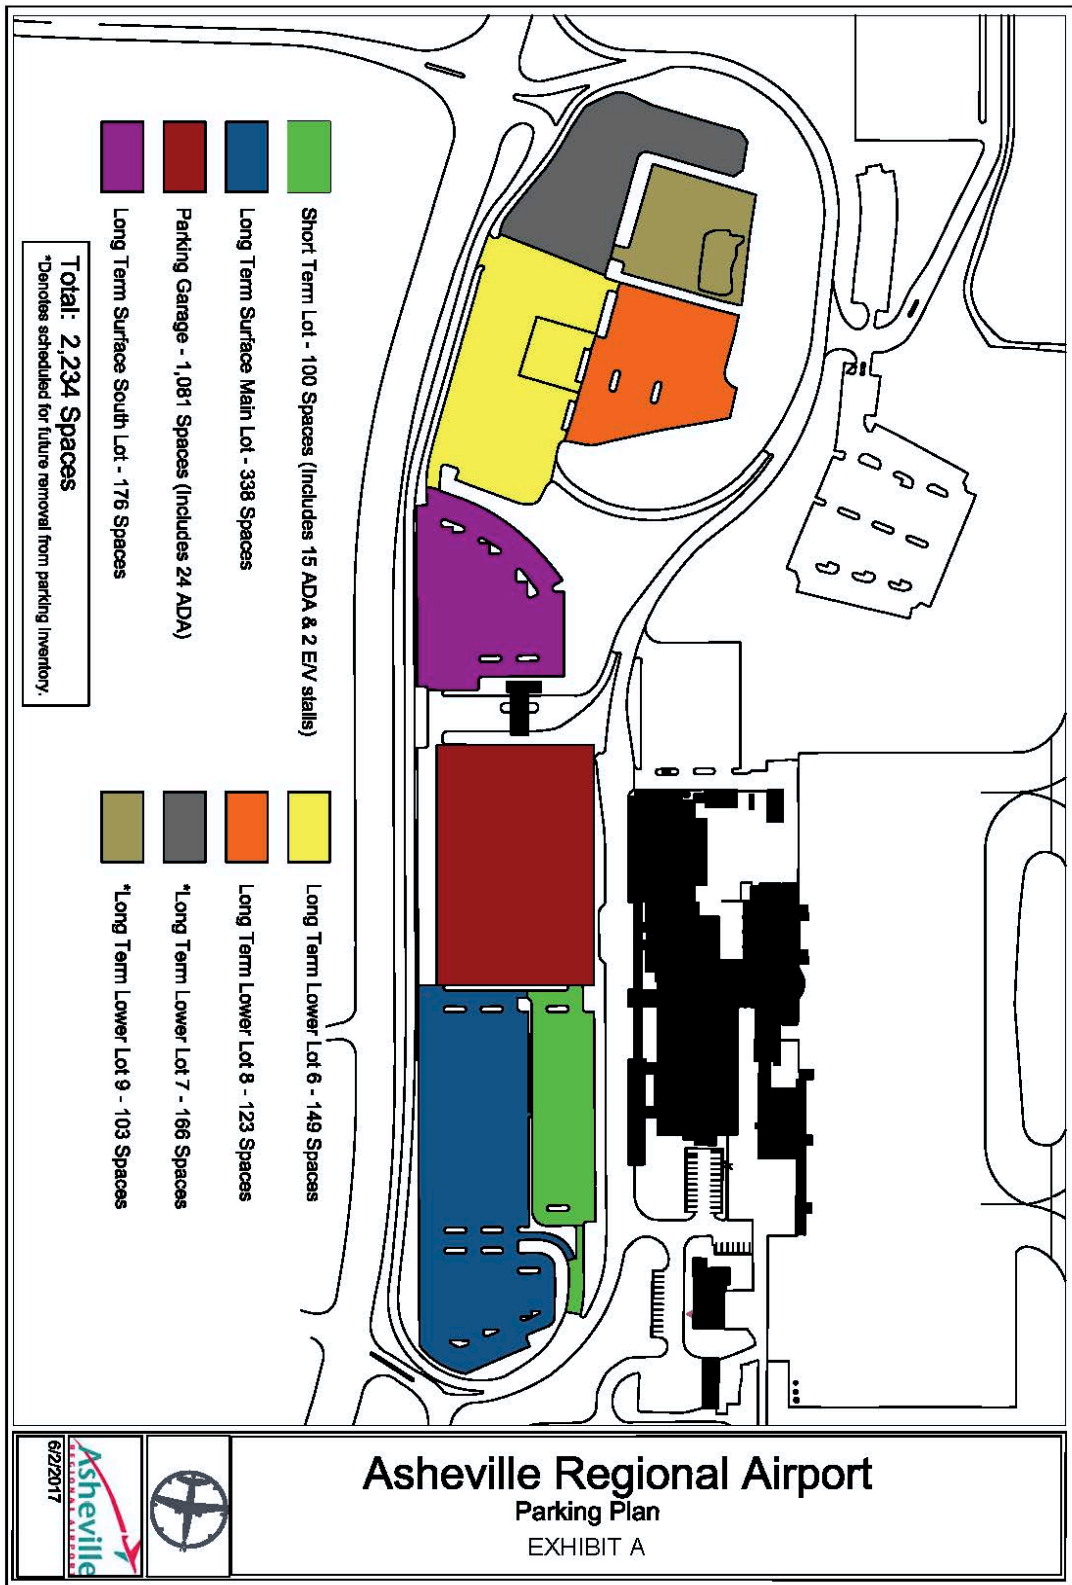 Short Term Lot - 100 Spaces (Includes 15 ADA & 2 E/V stalls)
Long Term Surface Main Lot - 338 Spaces
Parking Garage - 1,081 Spaces (Includes 24 ADA)
Long Term Surface South Lot - 176 Spaces
Long Term Lower Lot 6 - 149 Spaces
Long Term Lower Lot 8 - 123 Spaces
*Long Term Lower Lot 7 - 166 Spaces
*Long Term Lower Lot 9 - 103 Spaces
Total: 2,234 Spaces
*Denotes scheduled for future removal from parking inventory.
Asheville Regional Airport
Parking Plan
EXHIBIT A
Asheville
REGIONAL AIRPORT
6/2/2017